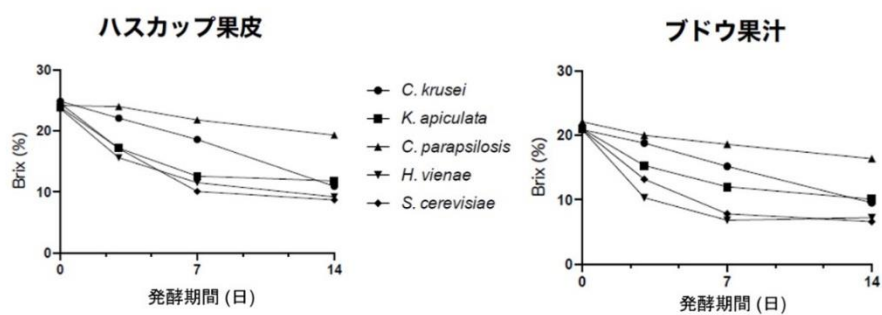 ハスカップ果皮
30
20
10
0
Brix (%)
0
7
14
発酵期間 (日)
C. krusei
K. apiculata
C. parapsilosis
H. vienae
S. cerevisiae
ブドウ果汁
30
20
10
0
Brix (%)
0
7
14
発酵期間 (日)